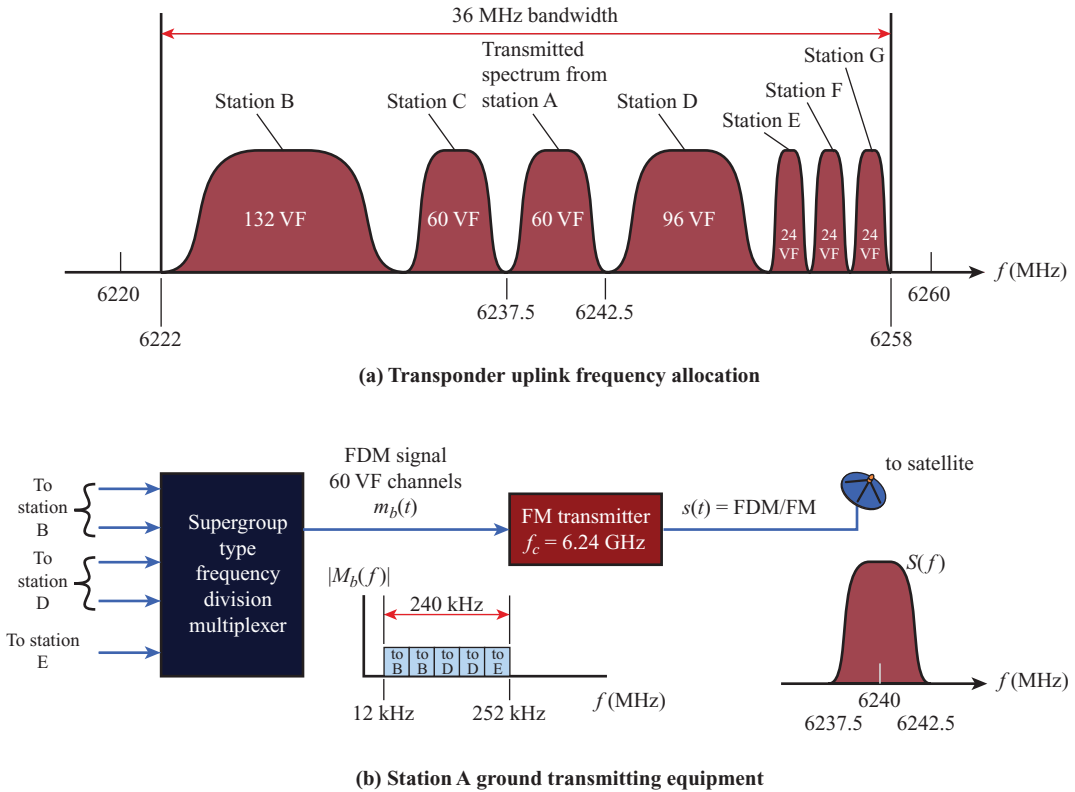 36 MHz bandwidth
Transmitted
spectrum from
station A
Station B
Station C
Station D
Station E
Station F
Station G
132 VF
60 VF
60 VF
96 VF
24
VF
24
VF
24
VF
f (MHz)
6220
6260
6237.5
6242.5
6222
6258
(a) Transponder uplink frequency allocation
To
station
B
To
station
D
To station
E
Supergroup
type
frequency
division
multiplexer
FDM signal
60 VF channels
m_b(t)
FM transmitter
f_c = 6.24 GHz
s(t) = FDM/FM
to satellite
|M_b(f)|
240 kHz
to
B
to
B
to
D
to
D
to
E
12 kHz
252 kHz
f (MHz)
S(f)
f (MHz)
6240
6237.5
6242.5
(b) Station A ground transmitting equipment